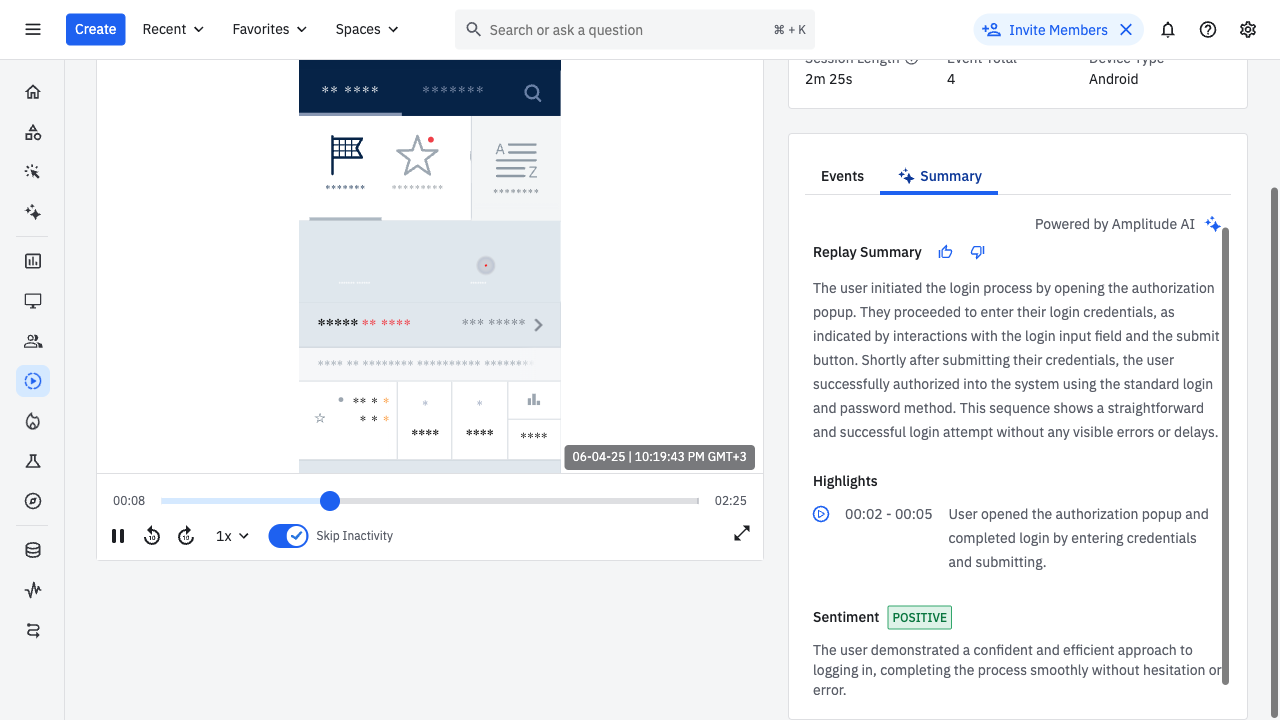 Create
Recent
Favorites
Spaces
Search or ask a question
⌘ + K
Invite Members
Session Length
Event Total
Device Type
2m 25s
4
Android
** ****
*******
*******
*********
A
Z
********
***** ** ****
*** *****
**** ** ******** ********** *******
** * *
* * *
*
****
*
****
****
06-04-25 | 10:19:43 PM GMT+3
00:08
02:25
10
10
1x
Skip Inactivity
Events
Summary
Powered by Amplitude AI
Replay Summary
The user initiated the login process by opening the authorization
popup. They proceeded to enter their login credentials, as
indicated by interactions with the login input field and the submit
button. Shortly after submitting their credentials, the user
successfully authorized into the system using the standard login
and password method. This sequence shows a straightforward
and successful login attempt without any visible errors or delays.
Highlights
00:02 - 00:05
User opened the authorization popup and
completed login by entering credentials
and submitting.
Sentiment POSITIVE
The user demonstrated a confident and efficient approach to
logging in, completing the process smoothly without hesitation or
error.